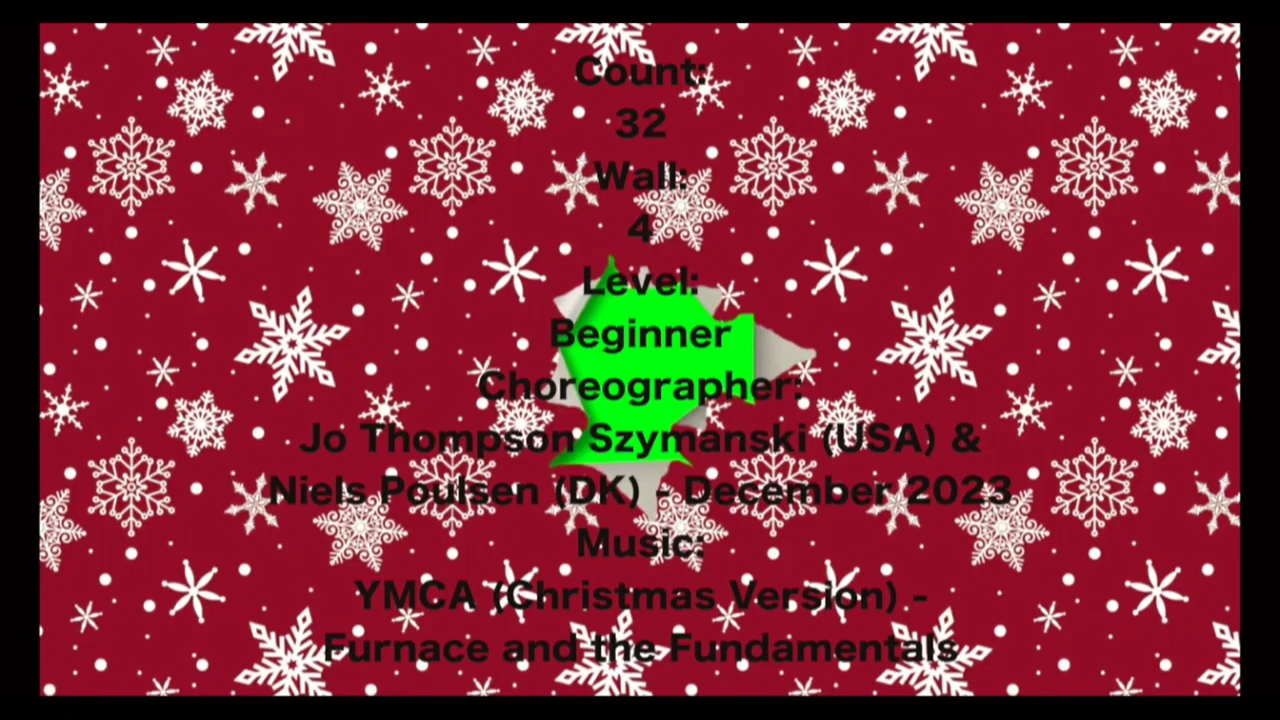 Count:
32
Wall:
4
Level:
Beginner
Choreographer:
Jo Thompson Szymanski (USA) &
Niels Poulsen (DK) - December 2023
Music:
YMCA (Christmas Version) -
Furnace and the Fundamentals